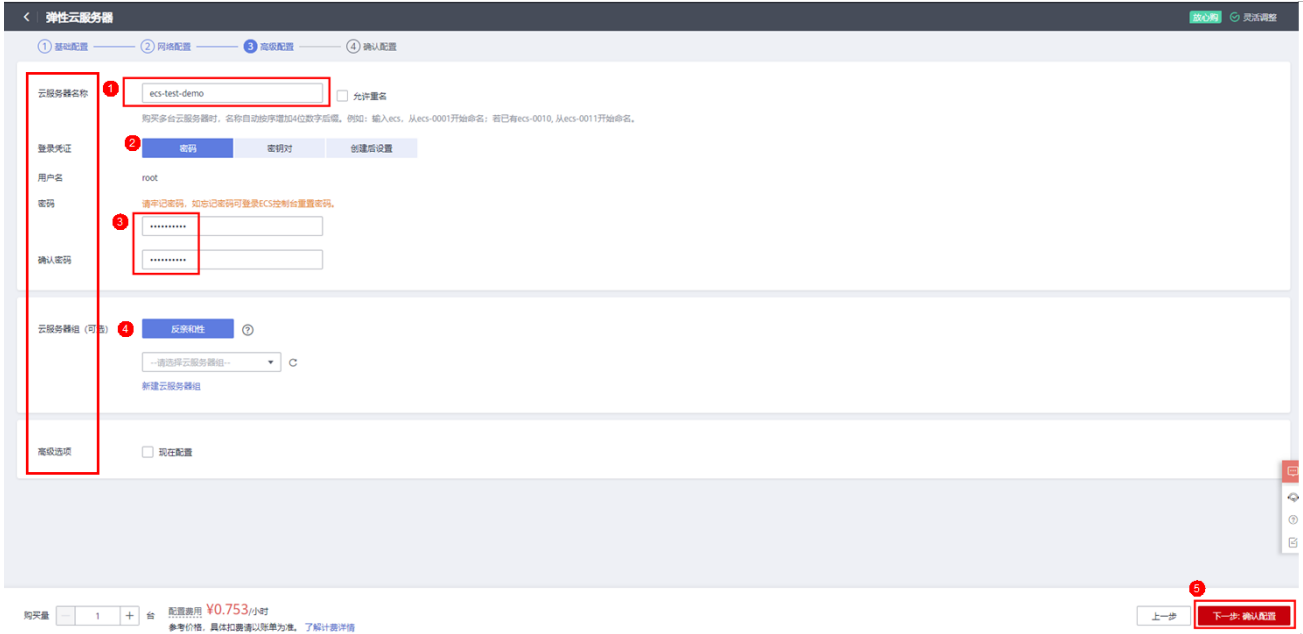 弹性云服务器
放心购 灵活调整
1 基础配置 2 网络配置 3 高级配置 4 确认配置
云服务器名称 1 ecs-test-demo 允许重名
购买多台云服务器时，名称自动按序增加4位数字后缀。例如：输入ecs，从ecs-0001开始命名；若已有ecs-0010, 从ecs-0011开始命名。
登录凭证 2 密码 密钥对 创建后设置
用户名 root
密码 请牢记密码，如忘记密码可登录ECS控制台重置密码。
3 ••••••••••
确认密码 ••••••••••
云服务器组（可选） 4 反亲和性 ?
--请选择云服务器组--
新建云服务器组
高级选项 现在配置
5
购买量 − 1 + 台 配置费用 ¥0.753/小时
参考价格，具体扣费请以账单为准。 了解计费详情
上一步 下一步: 确认配置